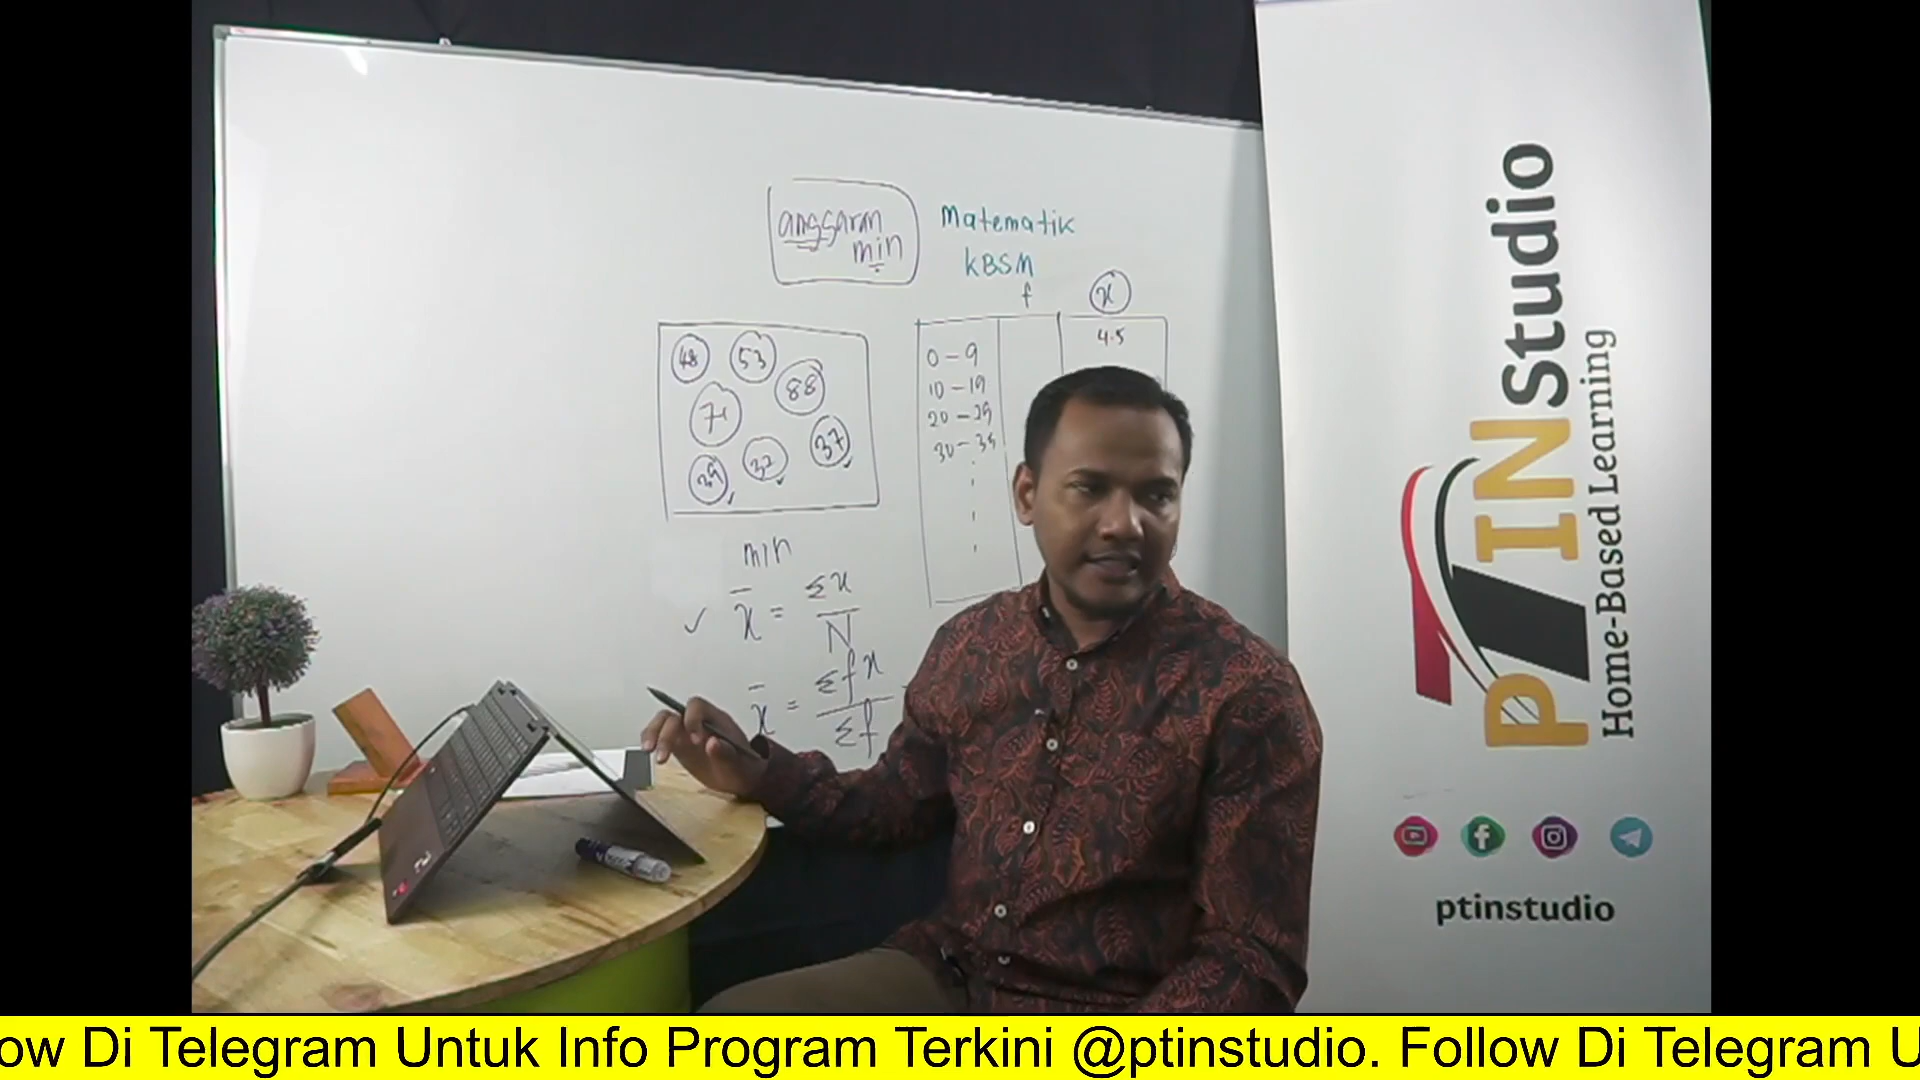 anggaran
min
Matematik
KBSM
f
x
48
53
88
71
37
39
32
4.5
0 - 9
10 - 19
20 - 29
30 - 39
min
x̄ = Σx / N
x̄ = Σfx / Σf
PTIN Studio
Home-Based Learning
ptinstudio
ow Di Telegram Untuk Info Program Terkini @ptinstudio. Follow Di Telegram U